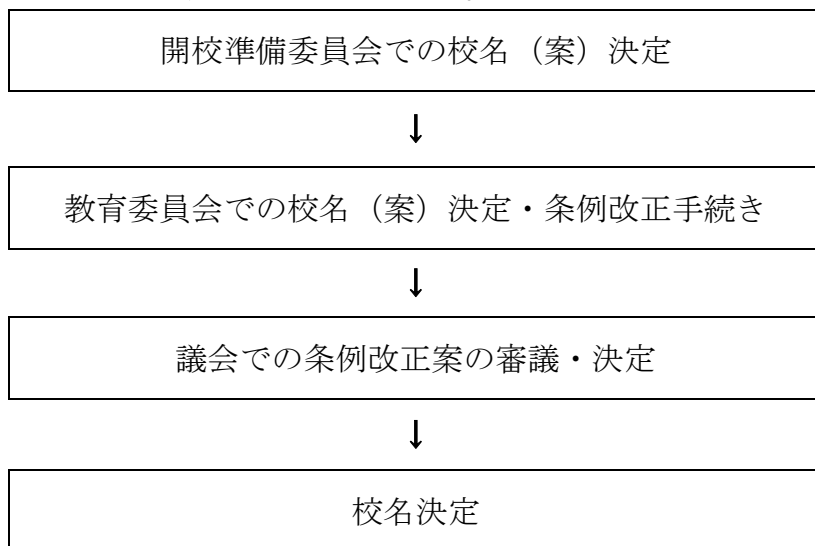 開校準備委員会での校名（案）決定
↓
教育委員会での校名（案）決定・条例改正手続き
↓
議会での条例改正案の審議・決定
↓
校名決定